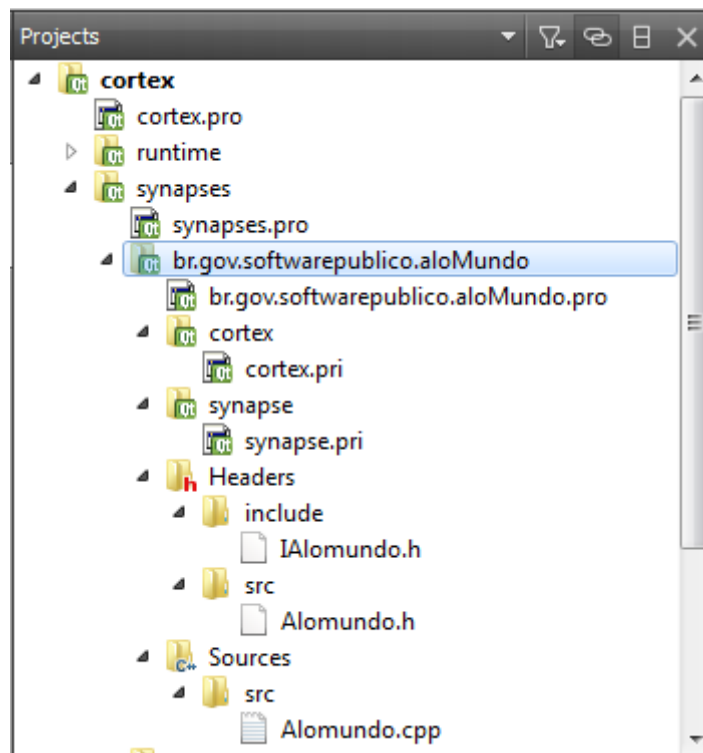 Projects
cortex
cortex.pro
runtime
synapses
synapses.pro
br.gov.softwarepublico.aloMundo
br.gov.softwarepublico.aloMundo.pro
cortex
cortex.pri
synapse
synapse.pri
Headers
include
IAlomundo.h
src
Alomundo.h
Sources
src
Alomundo.cpp